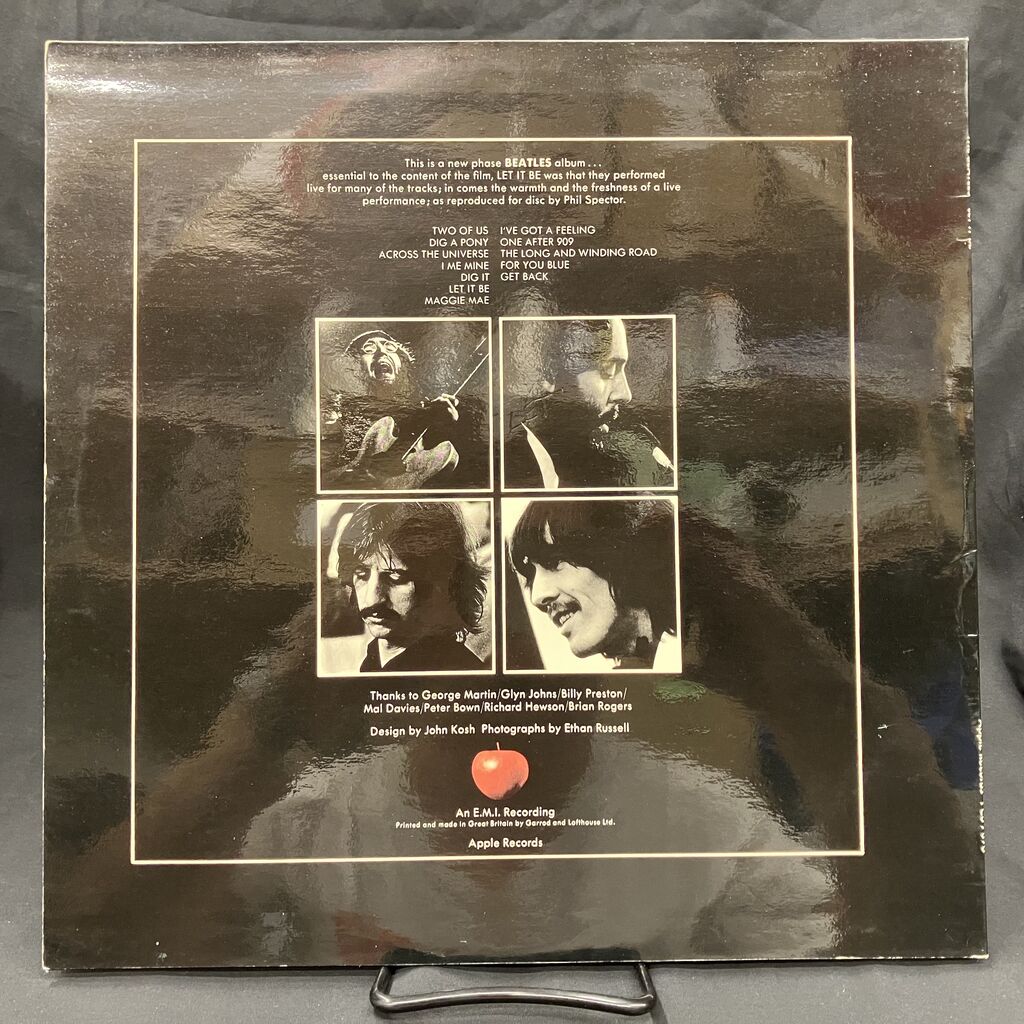 This is a new phase BEATLES album...
essential to the content of the film, LET IT BE was that they performed
live for many of the tracks; in comes the warmth and the freshness of a live
performance; as reproduced for disc by Phil Spector.
TWO OF US
DIG A PONY
ACROSS THE UNIVERSE
I ME MINE
DIG IT
LET IT BE
MAGGIE MAE
I'VE GOT A FEELING
ONE AFTER 909
THE LONG AND WINDING ROAD
FOR YOU BLUE
GET BACK
Thanks to George Martin/Glyn Johns/Billy Preston/
Mal Davies/Peter Bown/Richard Hewson/Brian Rogers
Design by John Kosh Photographs by Ethan Russell
An E.M.I. Recording
Printed and made in Great Britain by Garrod and Lofthouse Ltd.
Apple Records